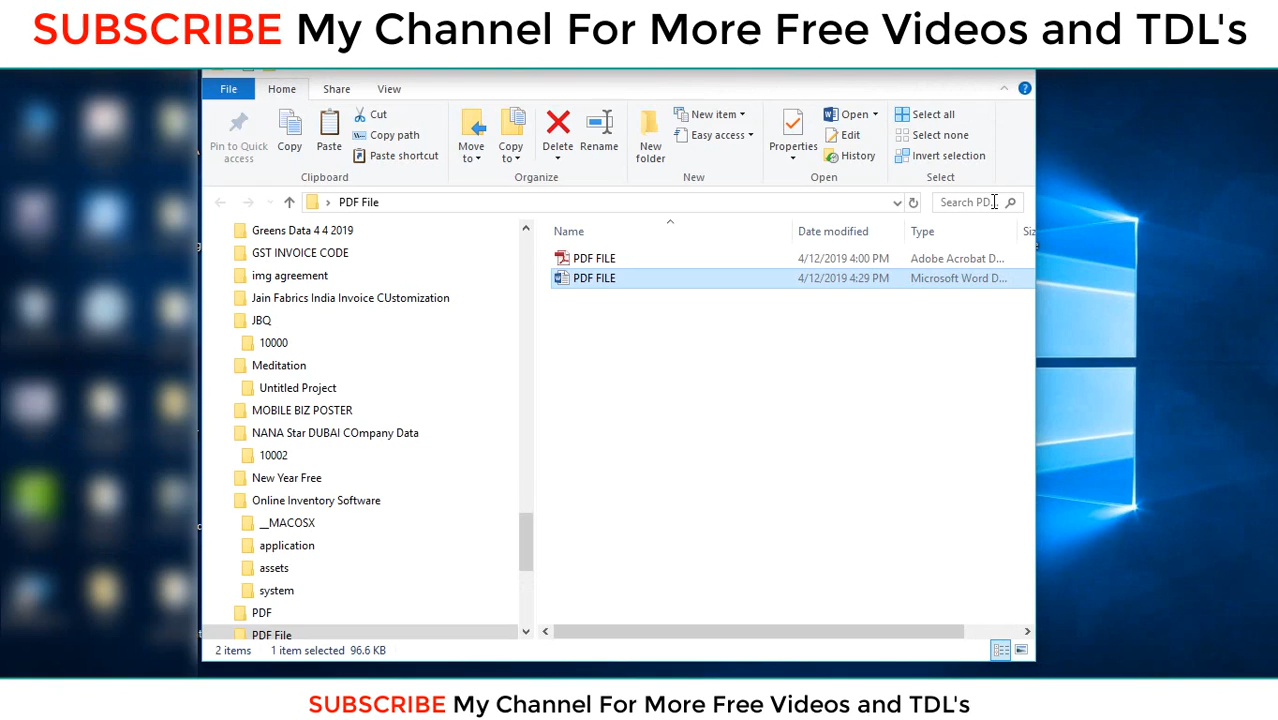 SUBSCRIBE My Channel For More Free Videos and TDL's
File Home Share View
Pin to Quick access
Copy
Paste
Cut
Copy path
Paste shortcut
Clipboard
Move to
Copy to
Delete
Rename
Organize
New folder
New item
Easy access
New
Properties
Open
Edit
History
Open
Select all
Select none
Invert selection
Select
PDF File
Search PD...
Name Date modified Type Siz
PDF FILE 4/12/2019 4:00 PM Adobe Acrobat D...
PDF FILE 4/12/2019 4:29 PM Microsoft Word D...
Greens Data 4 4 2019
GST INVOICE CODE
img agreement
Jain Fabrics India Invoice CUstomization
JBQ
10000
Meditation
Untitled Project
MOBILE BIZ POSTER
NANA Star DUBAI COmpany Data
10002
New Year Free
Online Inventory Software
__MACOSX
application
assets
system
PDF
PDF File
2 items 1 item selected 96.6 KB
SUBSCRIBE My Channel For More Free Videos and TDL's